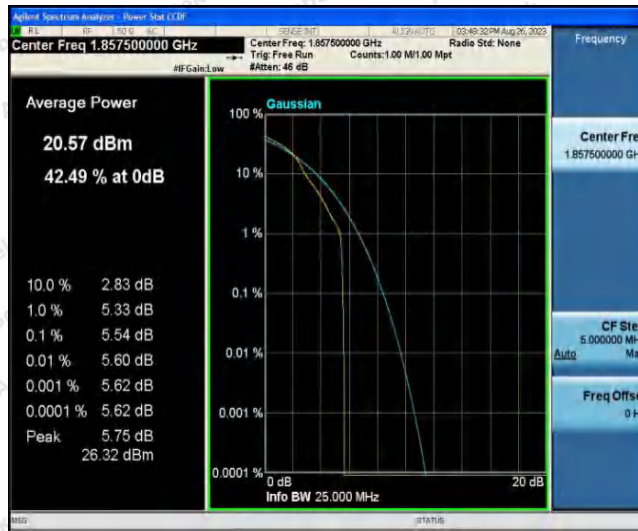 Agilent Spectrum Analyzer - Power Stat CCDF
RL RF 50 Ω AC SENSE:INT ALIGN AUTO 03:48:32 PM Aug 26, 2023
Center Freq 1.857500000 GHz
Center Freq: 1.857500000 GHz Radio Std: None
Trig: Free Run Counts:1.00 M/1.00 Mpt
#IFGain:Low #Atten: 46 dB
Frequency
Average Power
20.57 dBm
42.49 % at 0dB
10.0 % 2.83 dB
1.0 % 5.33 dB
0.1 % 5.54 dB
0.01 % 5.60 dB
0.001 % 5.62 dB
0.0001 % 5.62 dB
Peak 5.75 dB
26.32 dBm
Gaussian
100 %
10 %
1 %
0.1 %
0.01 %
0.001 %
0.0001 %
0 dB 20 dB
Info BW 25.000 MHz
Center Fre
1.857500000 GH
CF Ste
5.000000 MH
Auto Ma
Freq Offse
0 H
MSG STATUS